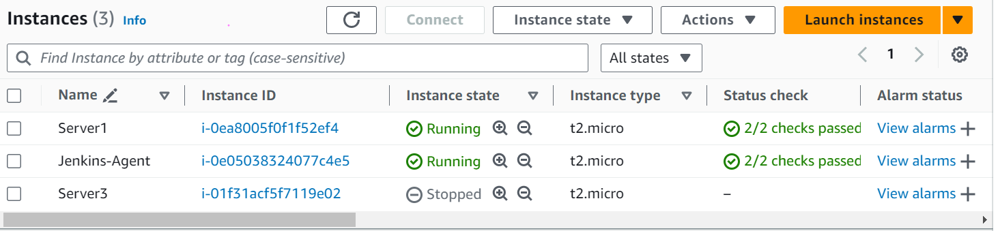 Instances (3) Info Connect Instance state Actions Launch instances
Find Instance by attribute or tag (case-sensitive) All states 1
Name Instance ID Instance state Instance type Status check Alarm status
Server1 i-0ea8005f0f1f52ef4 Running t2.micro 2/2 checks passed View alarms
Jenkins-Agent i-0e05038324077c4e5 Running t2.micro 2/2 checks passed View alarms
Server3 i-01f31acf5f7119e02 Stopped t2.micro – View alarms